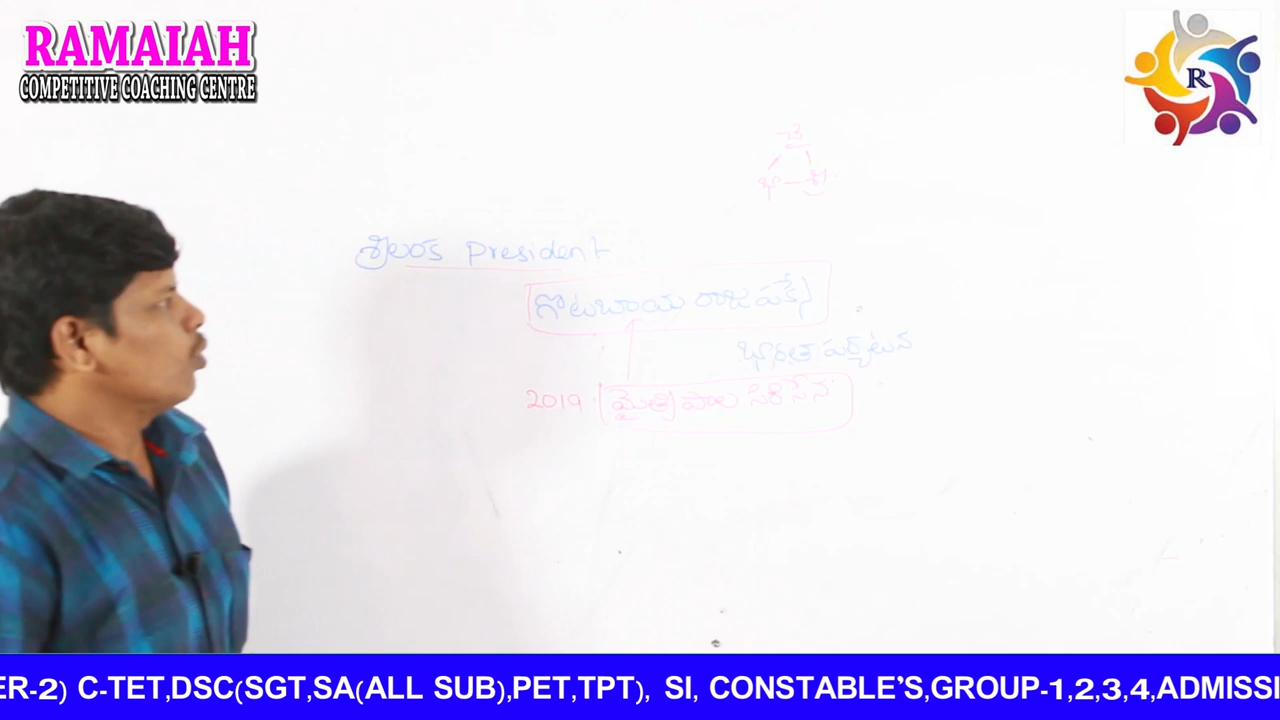 RAMAIAH
COMPETITIVE COACHING CENTRE
R
శ్రీలంక President
గొటబాయ రాజపక్సే
భారత పర్యటన
2019 మైత్రిపాల సిరిసేన
ER-2) C-TET,DSC(SGT,SA(ALL SUB),PET,TPT), SI, CONSTABLE'S,GROUP-1,2,3,4,ADMISSI